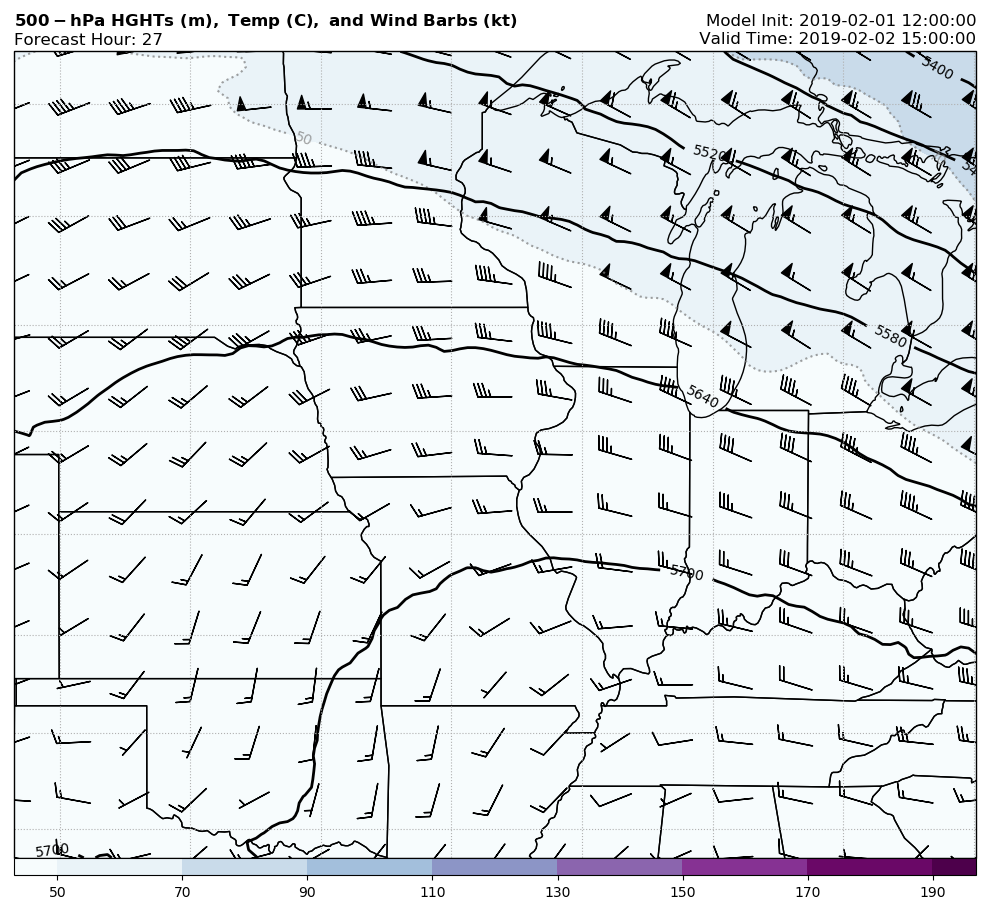 500−hPa HGHTs (m), Temp (C), and Wind Barbs (kt)
Model Init: 2019-02-01 12:00:00
Forecast Hour: 27
Valid Time: 2019-02-02 15:00:00
5400
50
5520
54
5580
5640
5700
5700
50 70 90 110 130 150 170 190